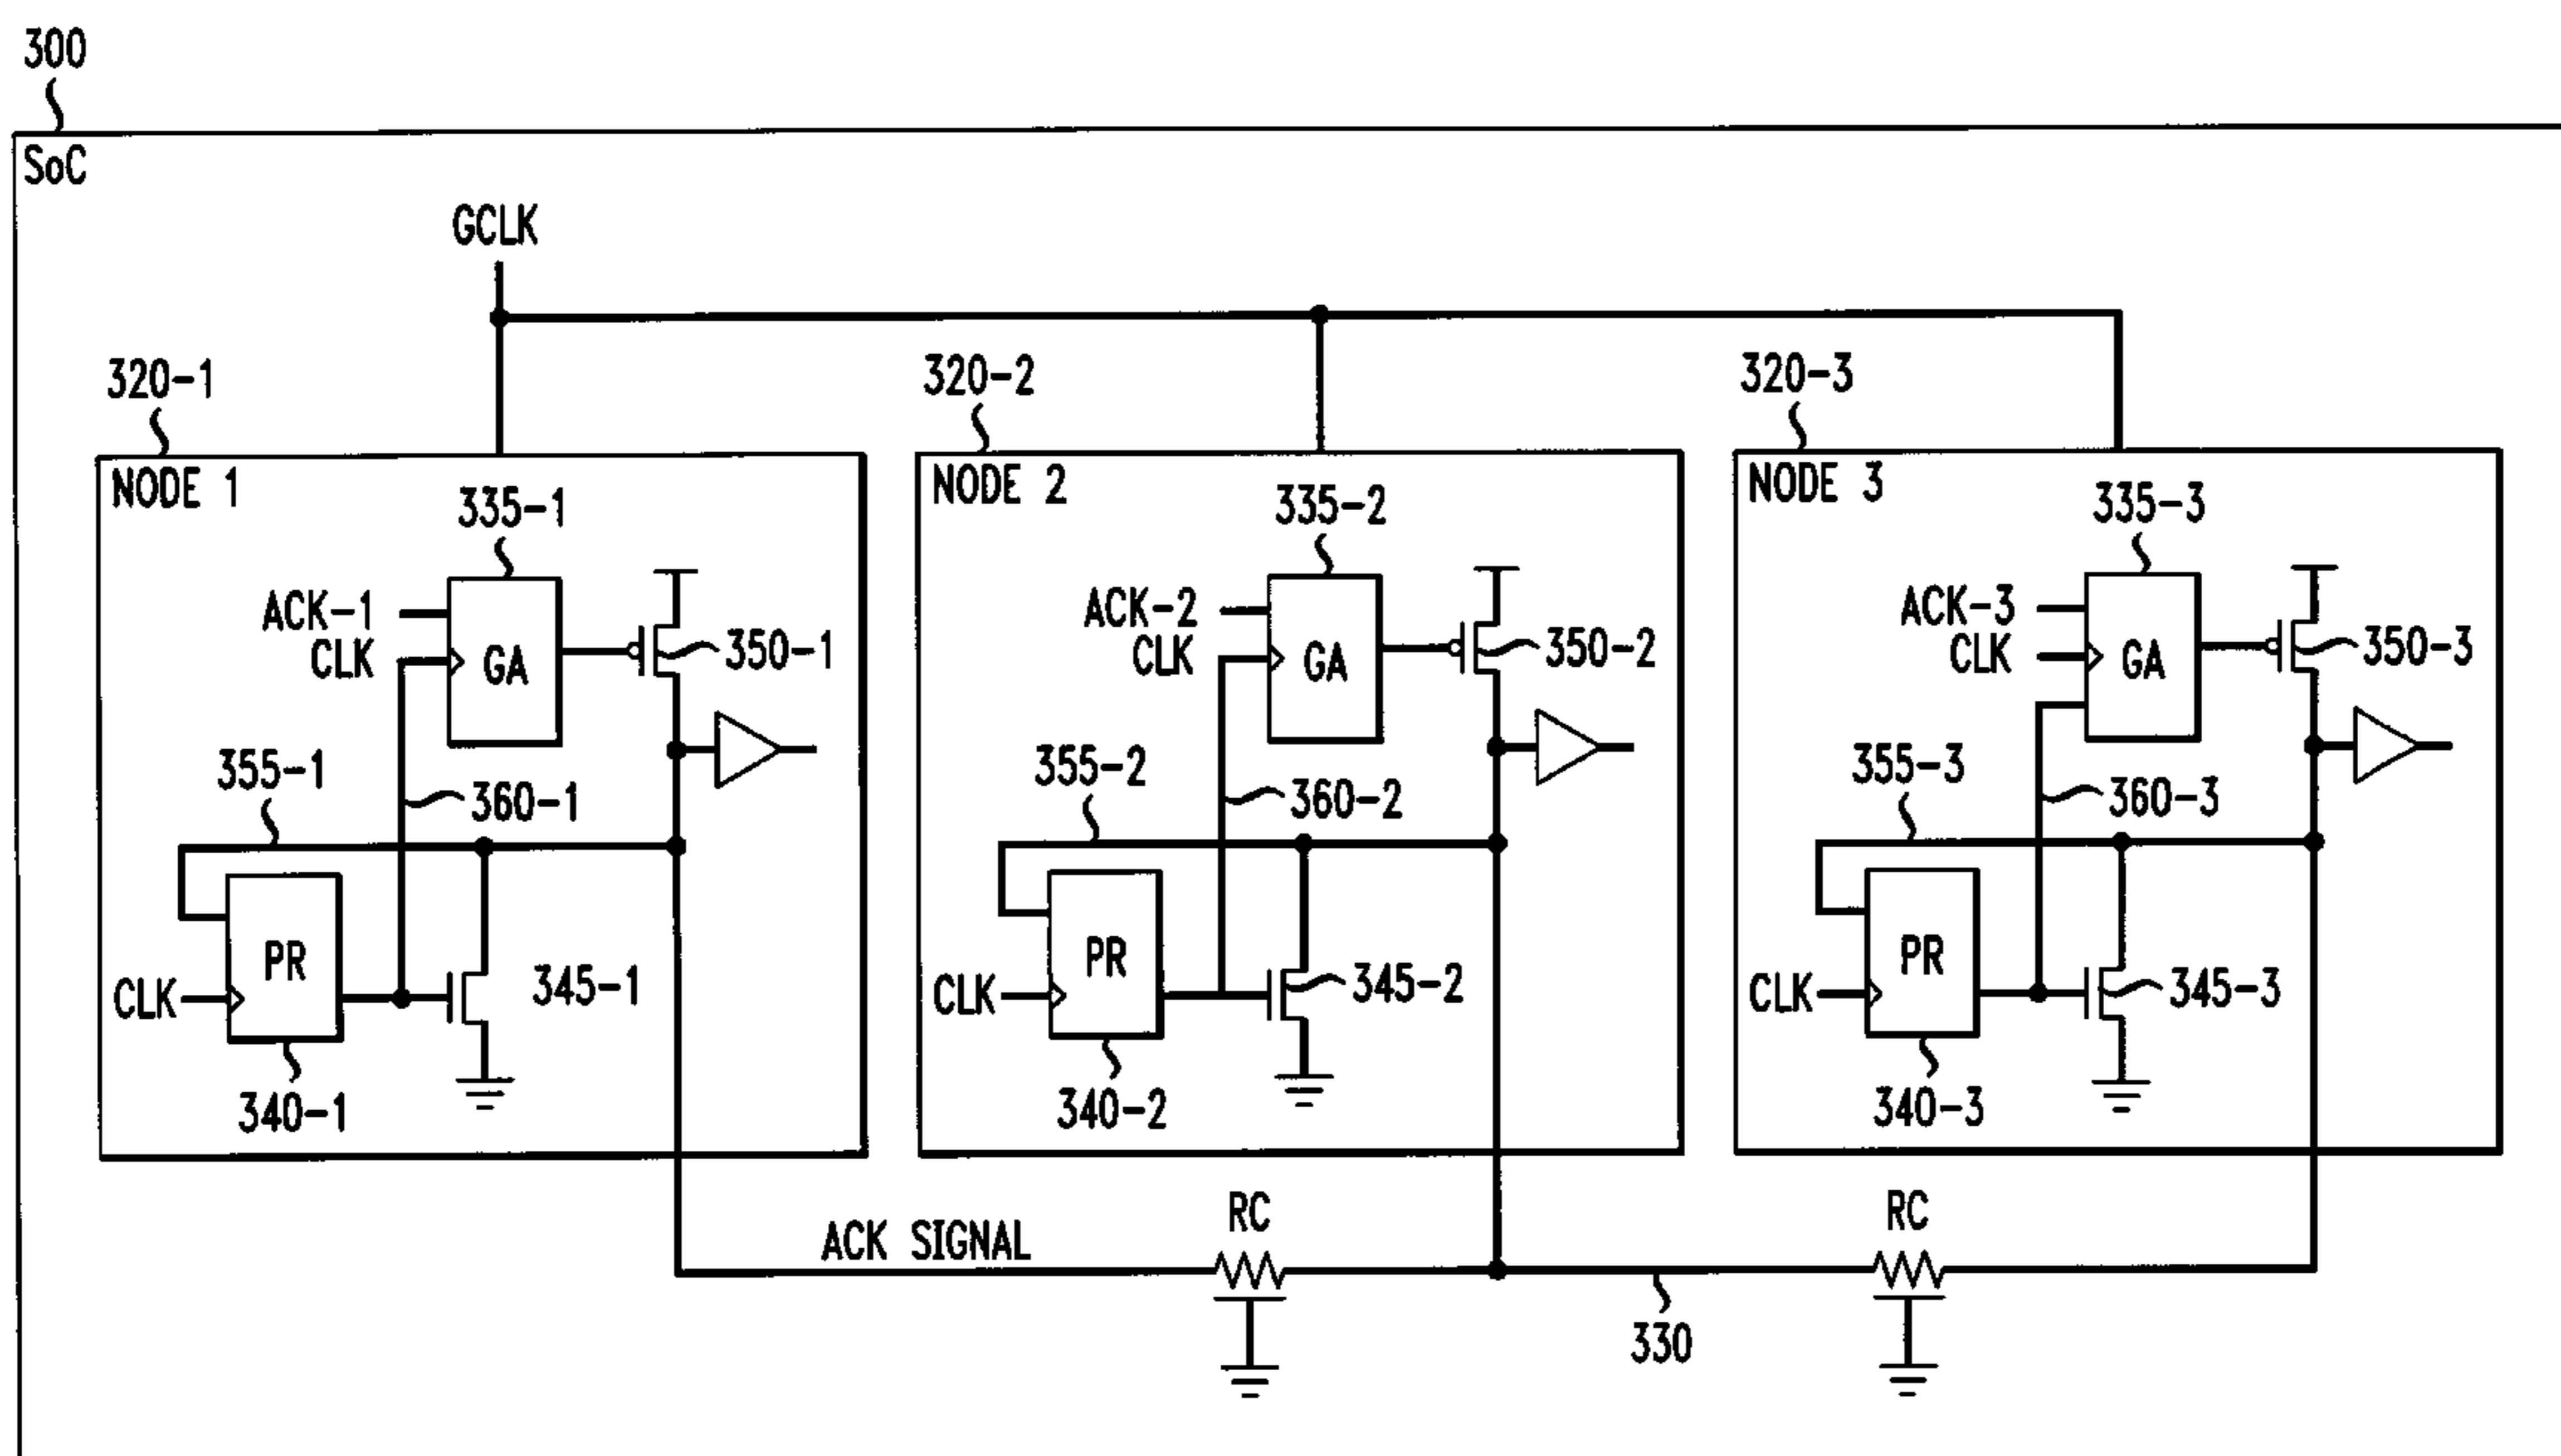 300
SoC
GCLK
320-1
320-2
320-3
NODE 1
NODE 2
NODE 3
335-1
335-2
335-3
ACK-1
CLK
GA
350-1
ACK-2
CLK
GA
350-2
ACK-3
CLK
GA
350-3
355-1
360-1
355-2
360-2
355-3
360-3
PR
CLK
345-1
PR
CLK
345-2
PR
CLK
345-3
340-1
340-2
340-3
ACK SIGNAL
RC
RC
330